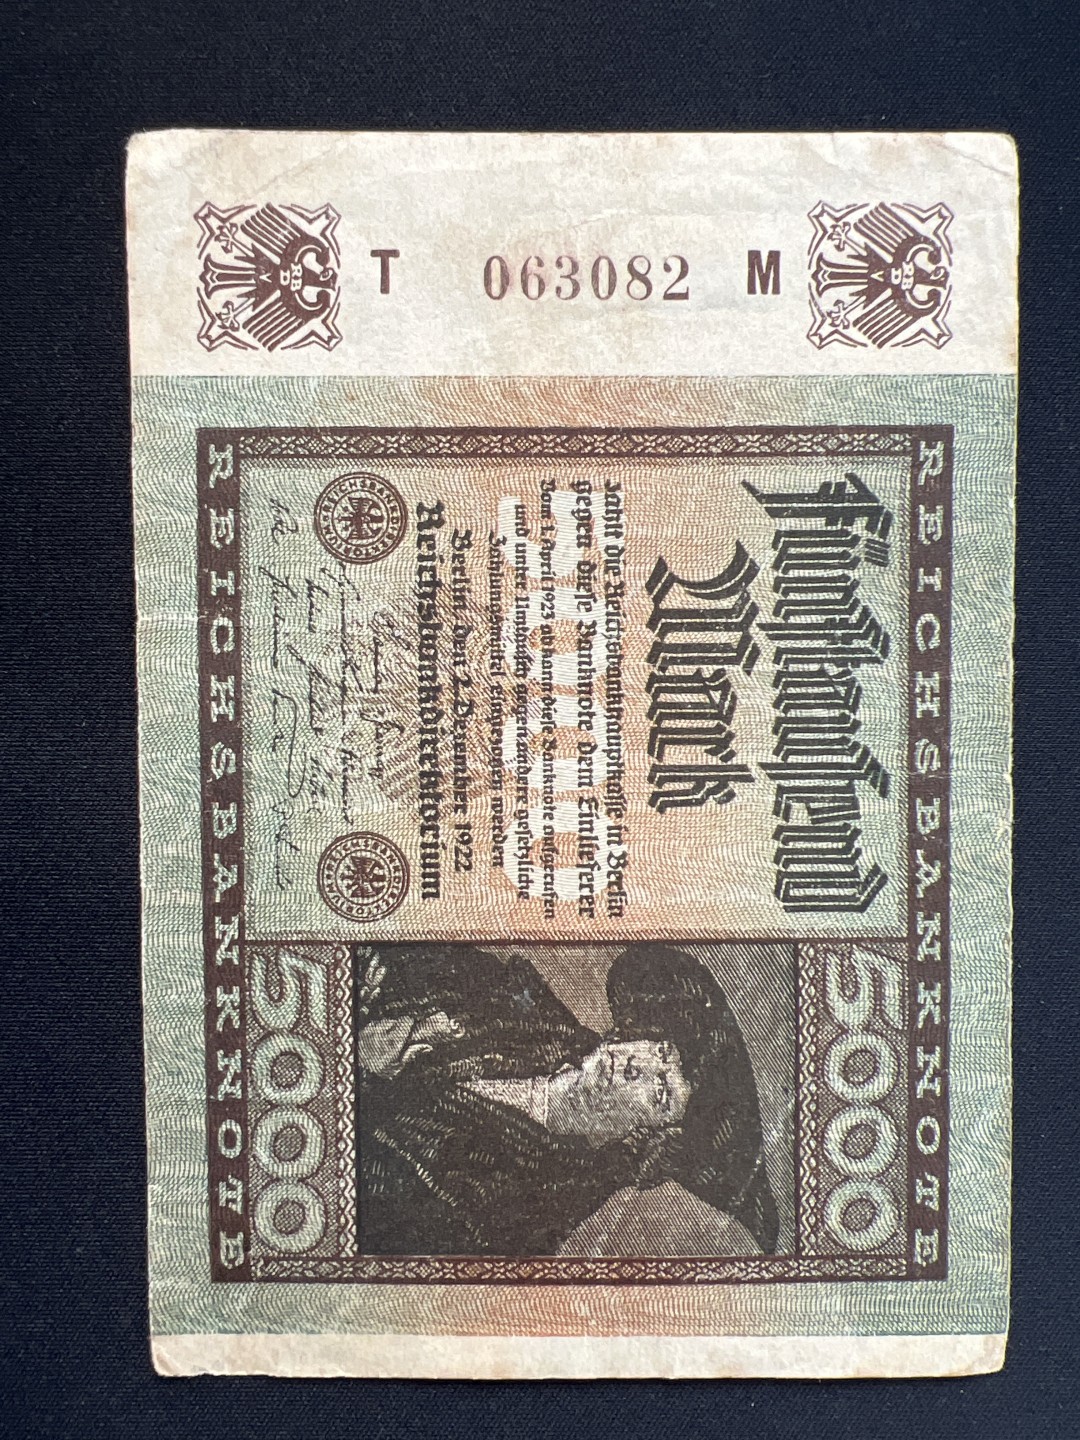 T 063082 M
REICHSBANKNOTE
Fünftausend
Mark
5000
zahlt die Reichsbankhauptkasse in Berlin
gegen diese Banknote dem Einlieferer
Vom 1. April 1923 ab kann diese Banknote aufgerufen
und unter Umtausch gegen andere gesetzliche
Zahlungsmittel eingezogen werden
Berlin, den 2. Dezember 1922
Reichsbankdirektorium
5000
5000
REICHSBANKNOTE